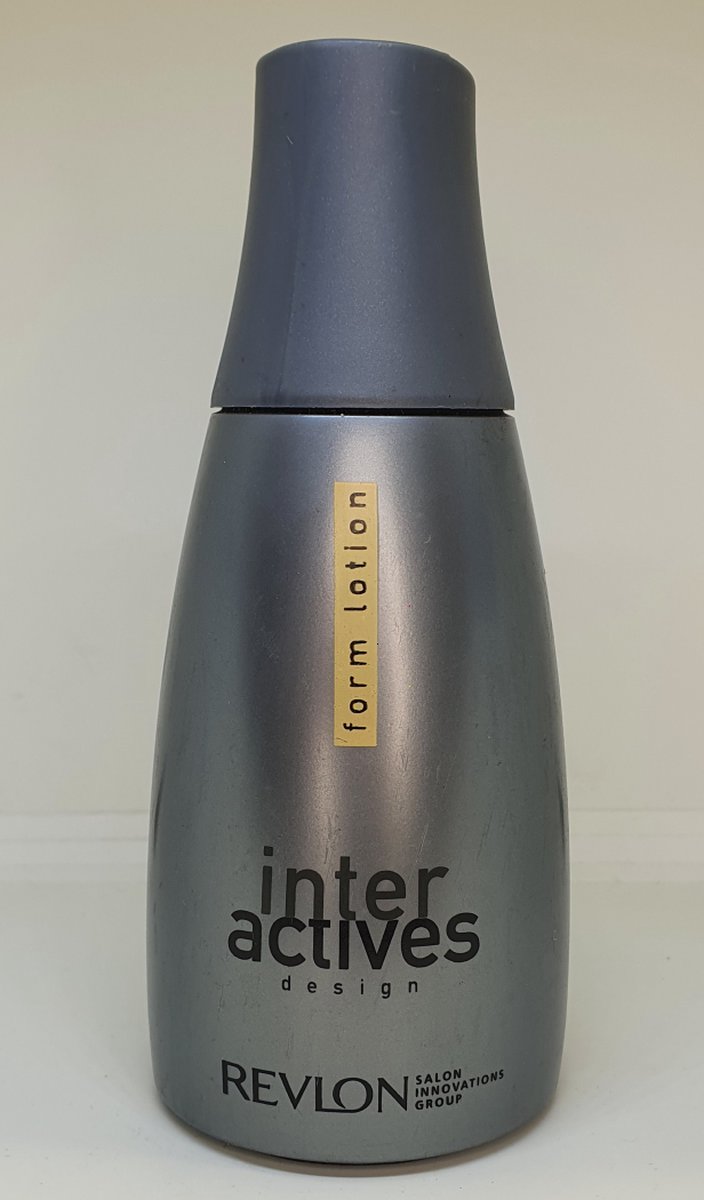 form lotion
inter
actives
design
REVLON
SALON
INNOVATIONS
GROUP